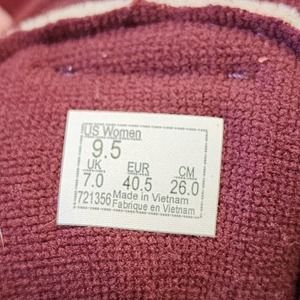 US Women
9.5
UK EUR CM
7.0 40.5 26.0
721356 Made in Vietnam
Fabriqué en Vietnam